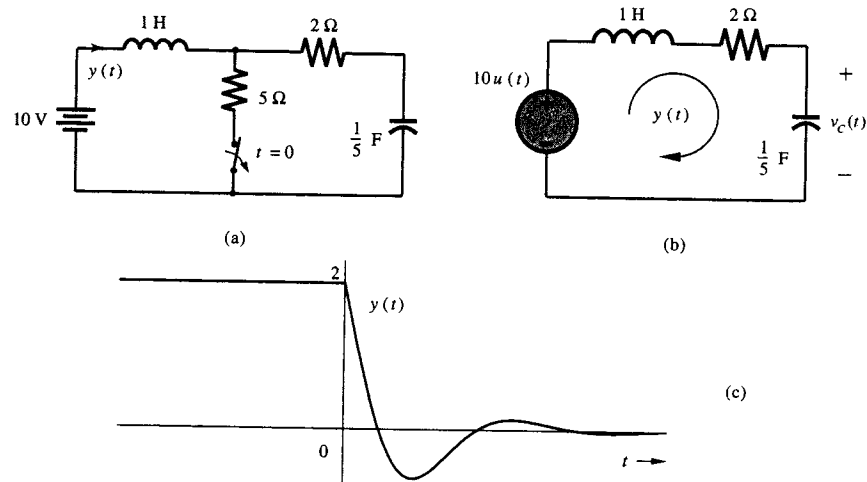 1 H
2 Ω
y(t)
5 Ω
10 V
1/5 F
t = 0
(a)
1 H
2 Ω
10u(t)
y(t)
+
v_C(t)
1/5 F
−
(b)
2
y(t)
(c)
0
t →